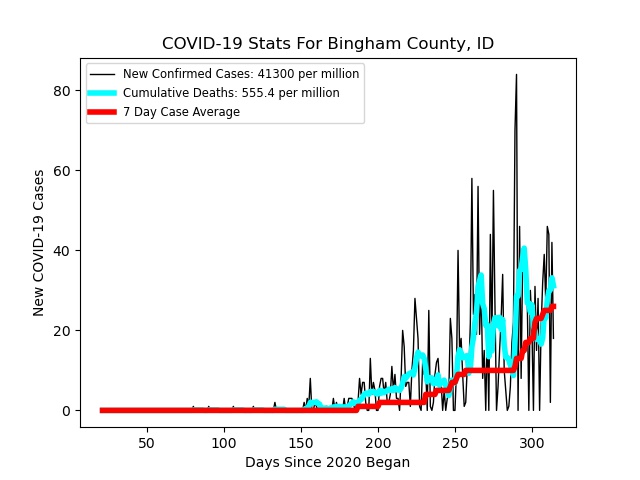 COVID-19 Stats For Bingham County, ID
New Confirmed Cases: 41300 per million
Cumulative Deaths: 555.4 per million
7 Day Case Average
New COVID-19 Cases
80
60
40
20
0
50 100 150 200 250 300
Days Since 2020 Began